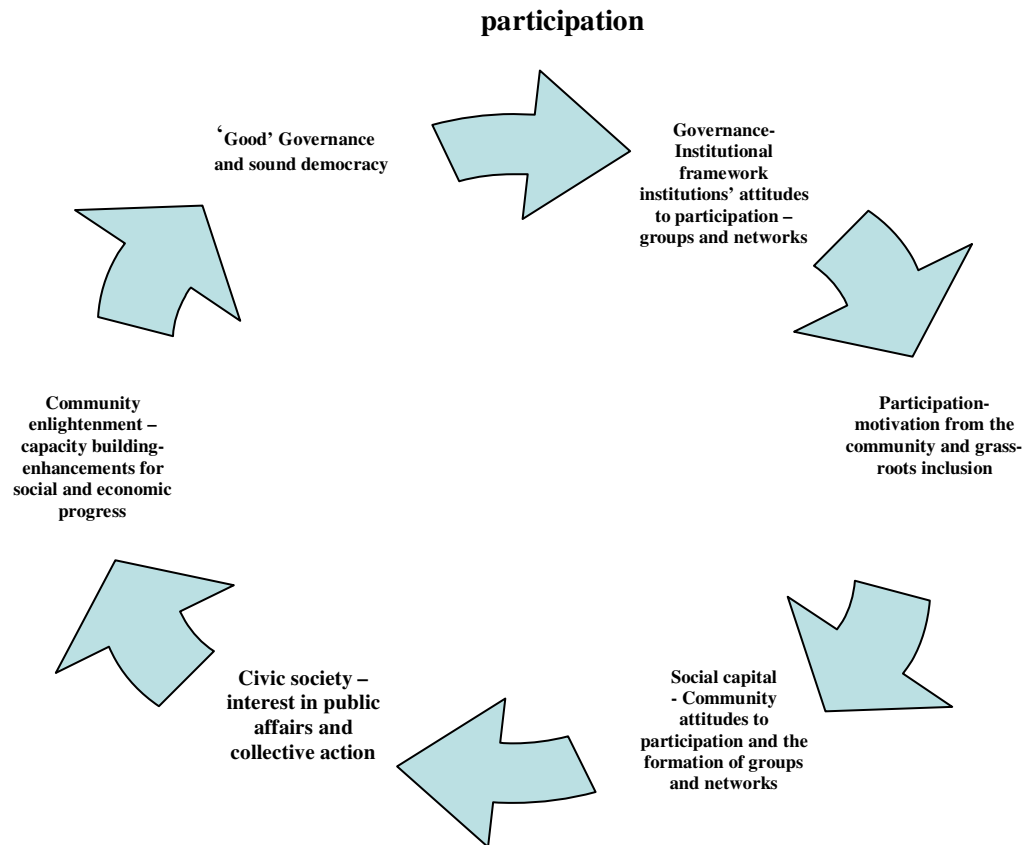 participation
‘Good’ Governance
and sound democracy
Governance-
Institutional
framework
institutions’ attitudes
to participation –
groups and networks
Participation-
motivation from the
community and grass-
roots inclusion
Social capital
- Community
attitudes to
participation and the
formation of groups
and networks
Civic society –
interest in public
affairs and
collective action
Community
enlightenment –
capacity building-
enhancements for
social and economic
progress